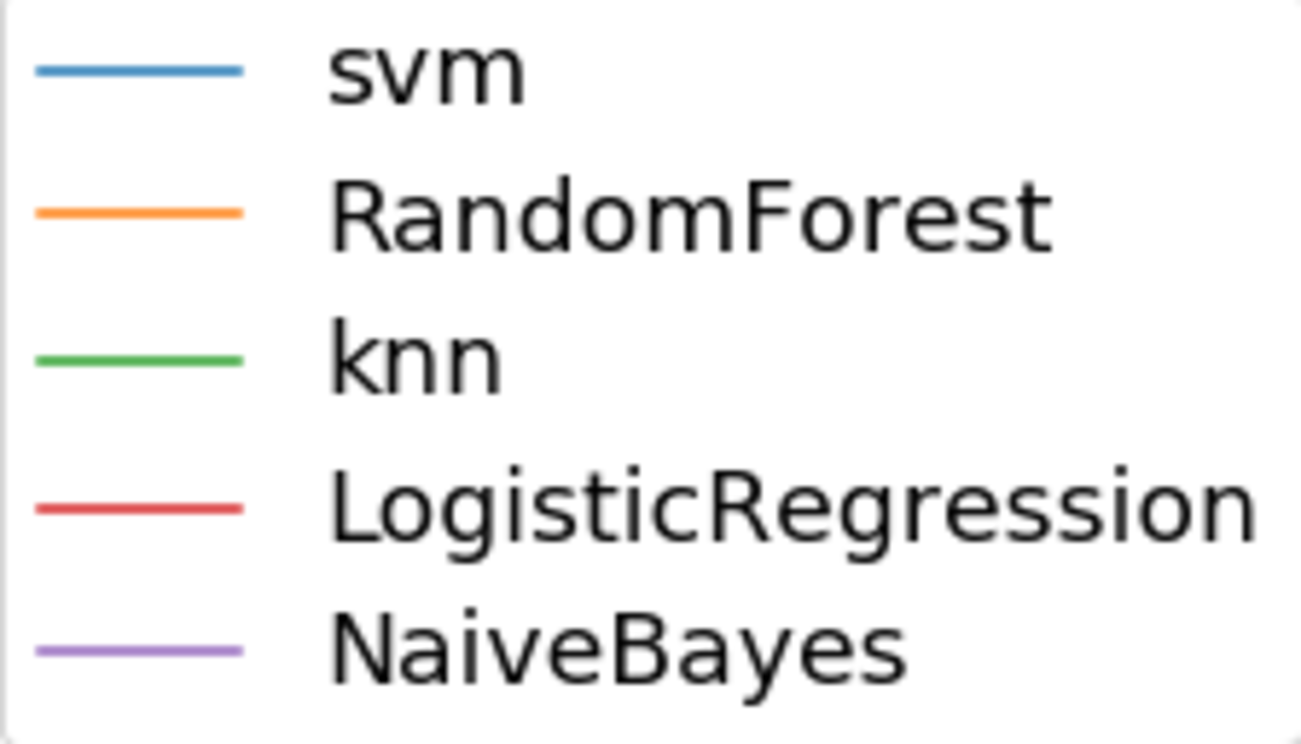 svm
RandomForest
knn
LogisticRegression
NaiveBayes